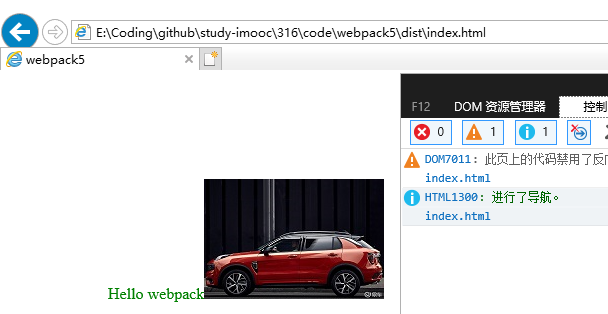 E:\Coding\github\study-imooc\316\code\webpack5\dist\index.html
webpack5
F12 DOM 资源管理器 控制
0 1 1
DOM7011: 此页上的代码禁用了反向
index.html
HTML1300: 进行了导航。
index.html
Hello webpack